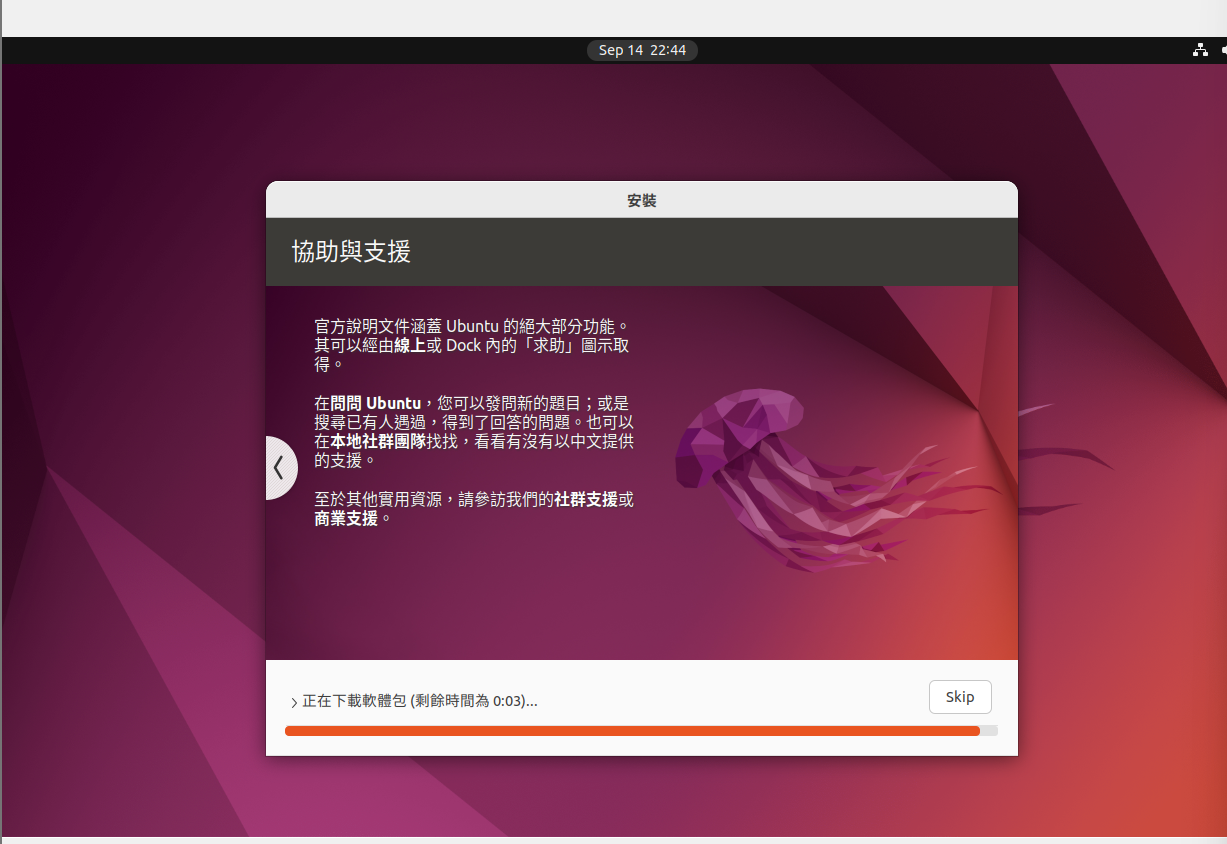 Sep 14 22:44
安裝
協助與支援
官方說明文件涵蓋 Ubuntu 的絕大部分功能。
其可以經由線上或 Dock 內的「求助」圖示取
得。
在問問 Ubuntu，您可以發問新的題目；或是
搜尋已有人遇過，得到了回答的問題。也可以
在本地社群團隊找找，看看有沒有以中文提供
的支援。
至於其他實用資源，請參訪我們的社群支援或
商業支援。
正在下載軟體包 (剩餘時間為 0:03)...
Skip